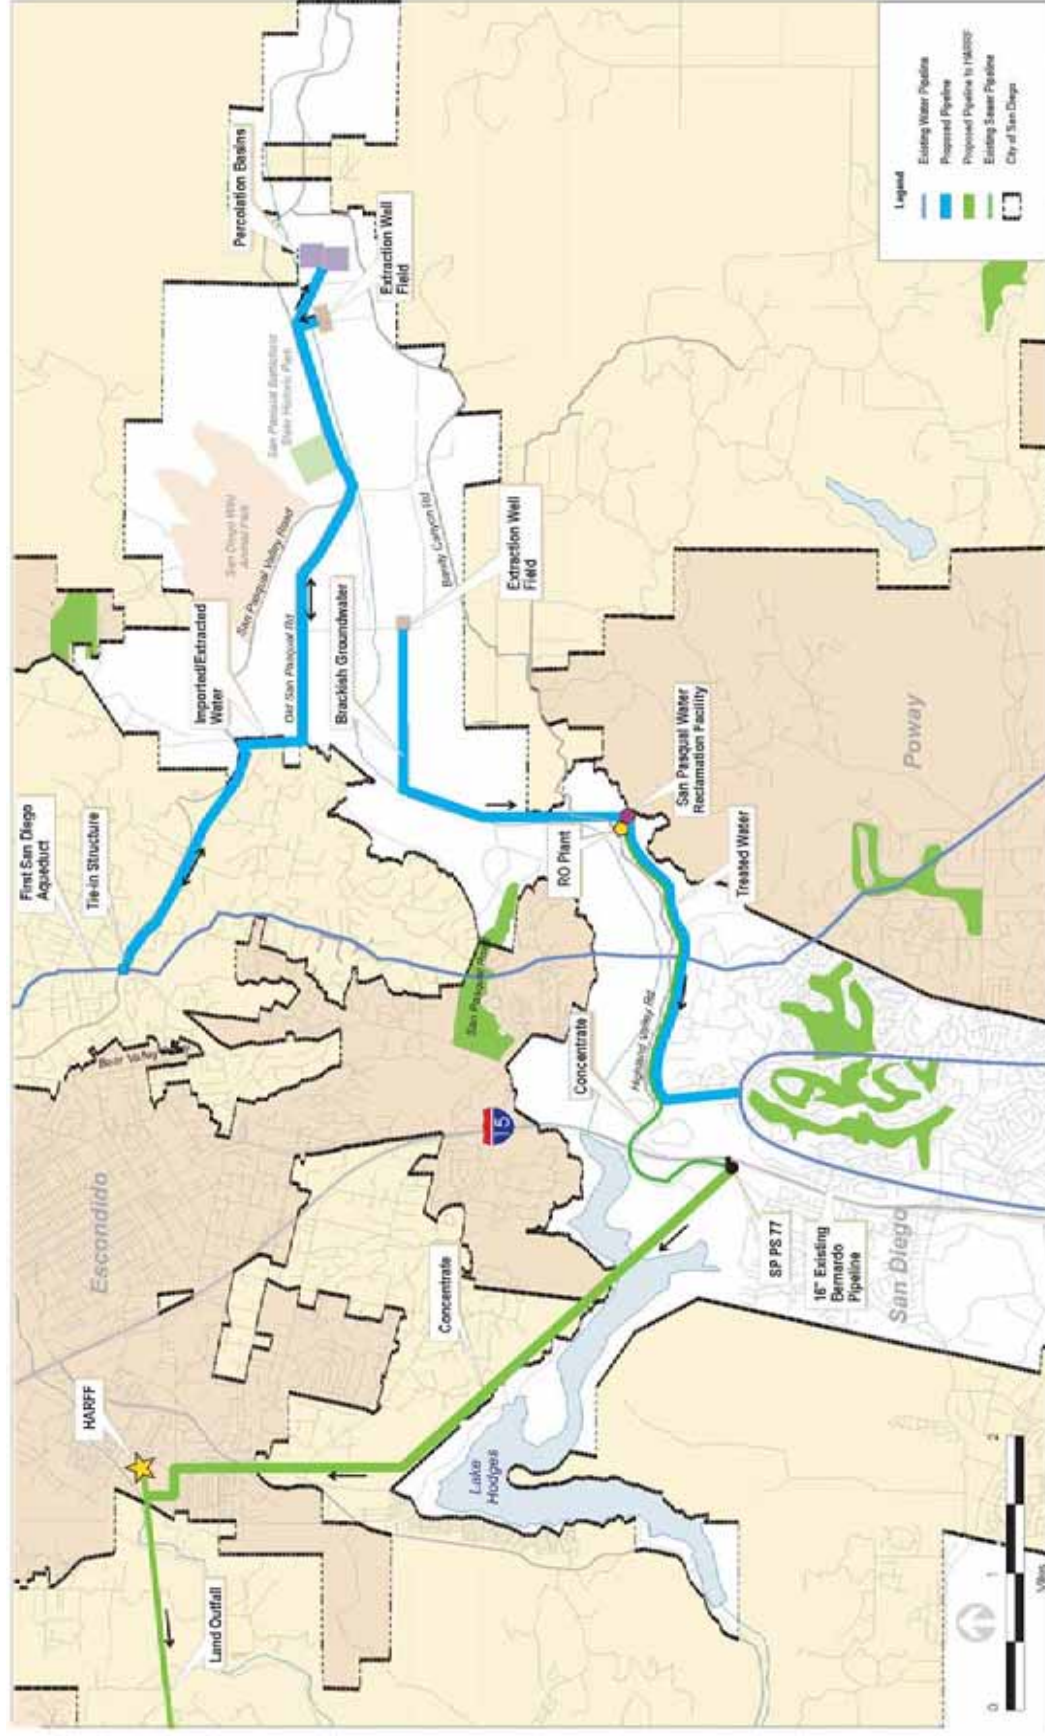 First San Diego
Aqueduct
Tie-in Structure
Imported/Extracted
Water
Percolation Basins
Extraction Well
Field
San Pasqual Battlefield
State Historic Park
San Diego Wild
Animal Park
San Pasqual Valley Road
Old San Pasqual Rd
Brackish Groundwater
Bandy Canyon Rd
Extraction Well
Field
HARFF
Escondido
Bear Valley
15
San Pasqual Rd
RO Plant
San Pasqual Water
Reclamation Facility
Poway
Treated Water
Highland Valley Rd
Concentrate
Concentrate
Land Outfall
Lake
Hodges
SP PS 77
16" Existing
Bernardo
Pipeline
San Diego
Legend
Existing Water Pipeline
Proposed Pipeline
Proposed Pipeline to HARRF
Existing Sewer Pipeline
City of San Diego
0 1 2
Miles